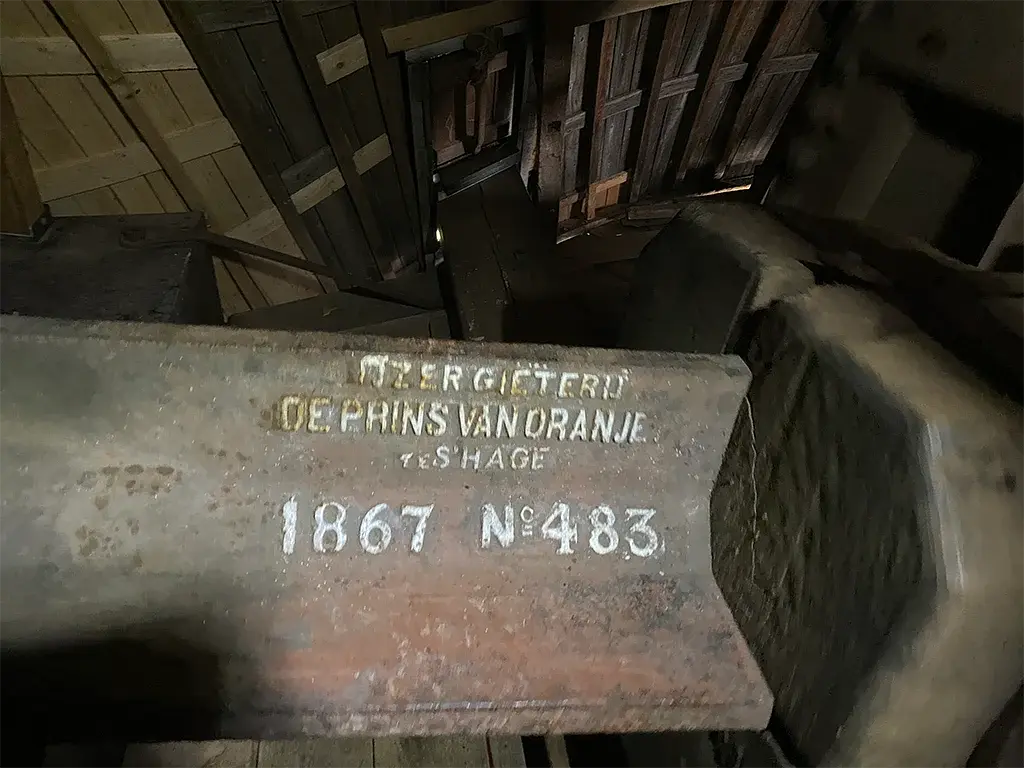 IJZERGIETERIJ
DE PRINS VAN ORANJE.
TE S'HAGE
1867 No 483